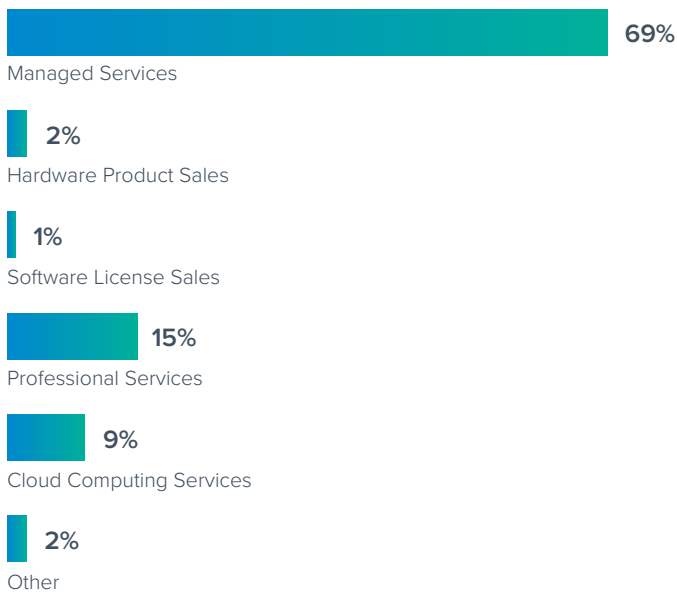 69%
Managed Services
2%
Hardware Product Sales
1%
Software License Sales
15%
Professional Services
9%
Cloud Computing Services
2%
Other